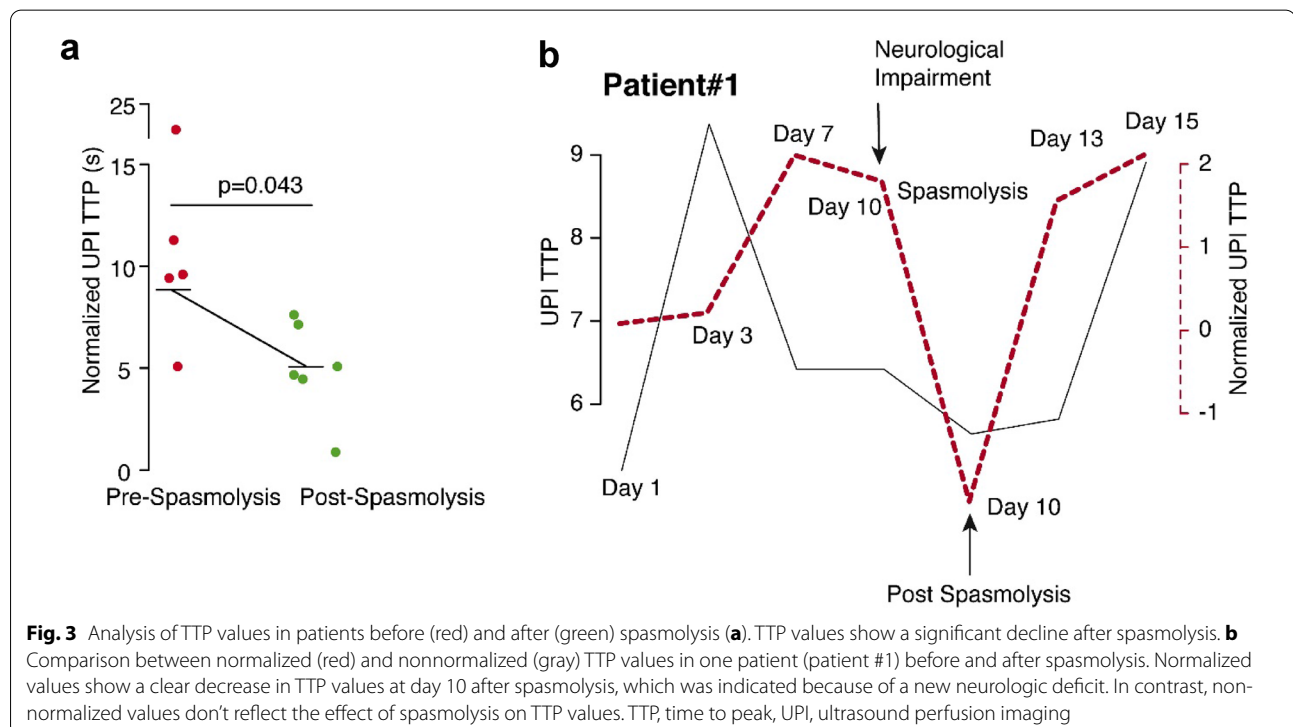 a
Normalized UPI TTP (s)
25
15
10
5
0
p=0.043
Pre-Spasmolysis Post-Spasmolysis
b
Patient#1
Neurological
Impairment
UPI TTP
9
8
7
6
Day 1
Day 3
Day 7
Day 10
Spasmolysis
Day 10
Post Spasmolysis
Day 13
Day 15
2
1
0
-1
Normalized UPI TTP
Fig. 3 Analysis of TTP values in patients before (red) and after (green) spasmolysis (a). TTP values show a significant decline after spasmolysis. b
Comparison between normalized (red) and nonnormalized (gray) TTP values in one patient (patient #1) before and after spasmolysis. Normalized
values show a clear decrease in TTP values at day 10 after spasmolysis, which was indicated because of a new neurologic deficit. In contrast, non-
normalized values don’t reflect the effect of spasmolysis on TTP values. TTP, time to peak, UPI, ultrasound perfusion imaging